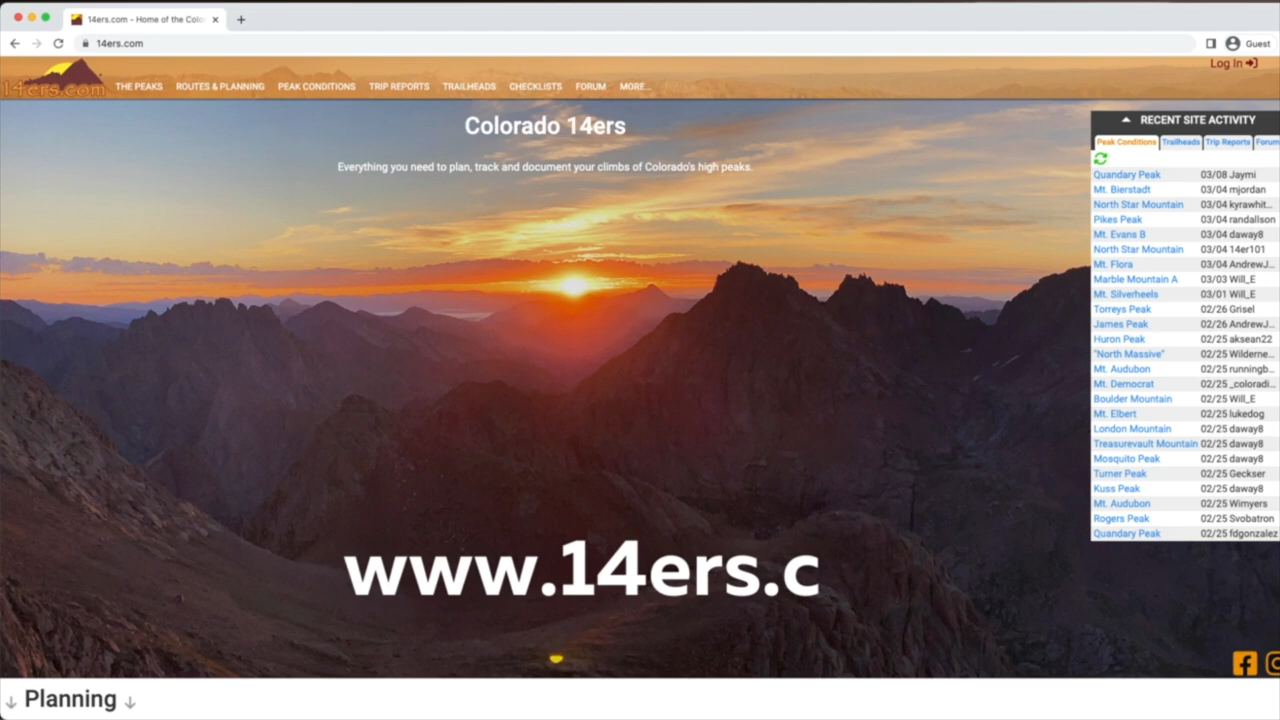 14ers.com - Home of the Color
14ers.com
Guest
Log In
14ers.com
THE PEAKS ROUTES & PLANNING PEAK CONDITIONS TRIP REPORTS TRAILHEADS CHECKLISTS FORUM MORE...
Colorado 14ers
Everything you need to plan, track and document your climbs of Colorado's high peaks.
RECENT SITE ACTIVITY
Peak Conditions Trailheads Trip Reports Forum
Quandary Peak 03/08 Jaymi
Mt. Bierstadt 03/04 mjordan
North Star Mountain 03/04 kyrawhit...
Pikes Peak 03/04 randallson
Mt. Evans B 03/04 daway8
North Star Mountain 03/04 14er101
Mt. Flora 03/04 AndrewJ...
Marble Mountain A 03/03 Will_E
Mt. Silverheels 03/01 Will_E
Torreys Peak 02/26 Grisel
James Peak 02/26 AndrewJ...
Huron Peak 02/25 aksean22
"North Massive" 02/25 Wilderne...
Mt. Audubon 02/25 runningb...
Mt. Democrat 02/25 _coloradi...
Boulder Mountain 02/25 Will_E
Mt. Elbert 02/25 lukedog
London Mountain 02/25 daway8
Treasurevault Mountain 02/25 daway8
Mosquito Peak 02/25 daway8
Turner Peak 02/25 Geckser
Kuss Peak 02/25 daway8
Mt. Audubon 02/25 Wimyers
Rogers Peak 02/25 Svobatron
Quandary Peak 02/25 fdgonzalez
www.14ers.c
Planning